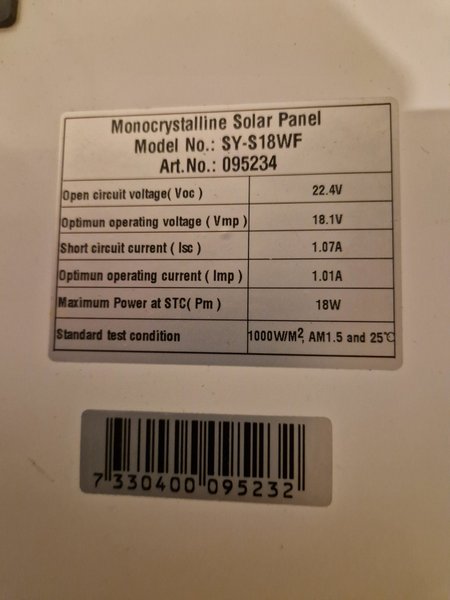 Monocrystalline Solar Panel
Model No.: SY-S18WF
Art.No.: 095234
Open circuit voltage( Voc ) 22.4V
Optimun operating voltage ( Vmp ) 18.1V
Short circuit current ( Isc ) 1.07A
Optimun operating current ( Imp ) 1.01A
Maximum Power at STC( Pm ) 18W
Standard test condition 1000W/M², AM1.5 and 25℃
7 330400 095232